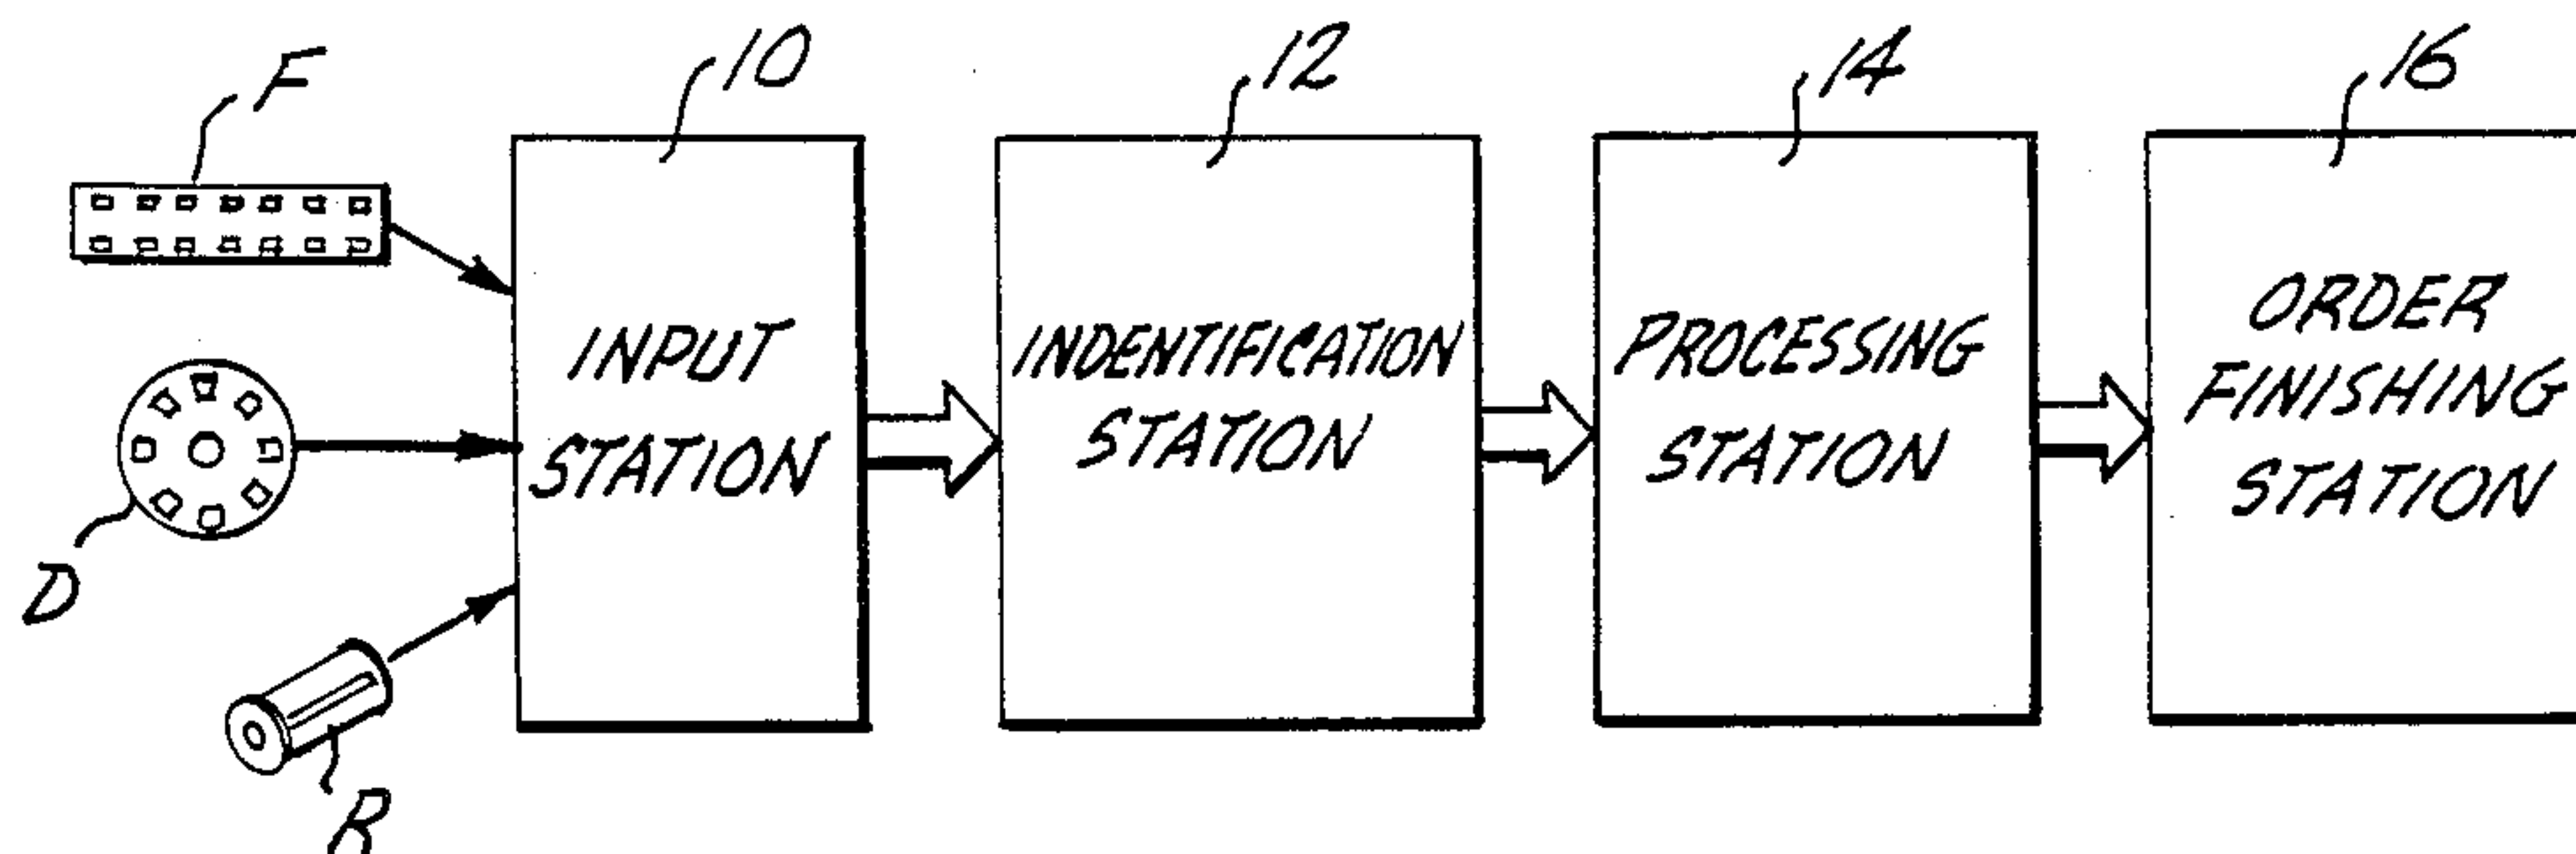 F
10
12
14
16
INPUT
STATION
INDENTIFICATION
STATION
PROCESSING
STATION
ORDER
FINISHING
STATION
D
R